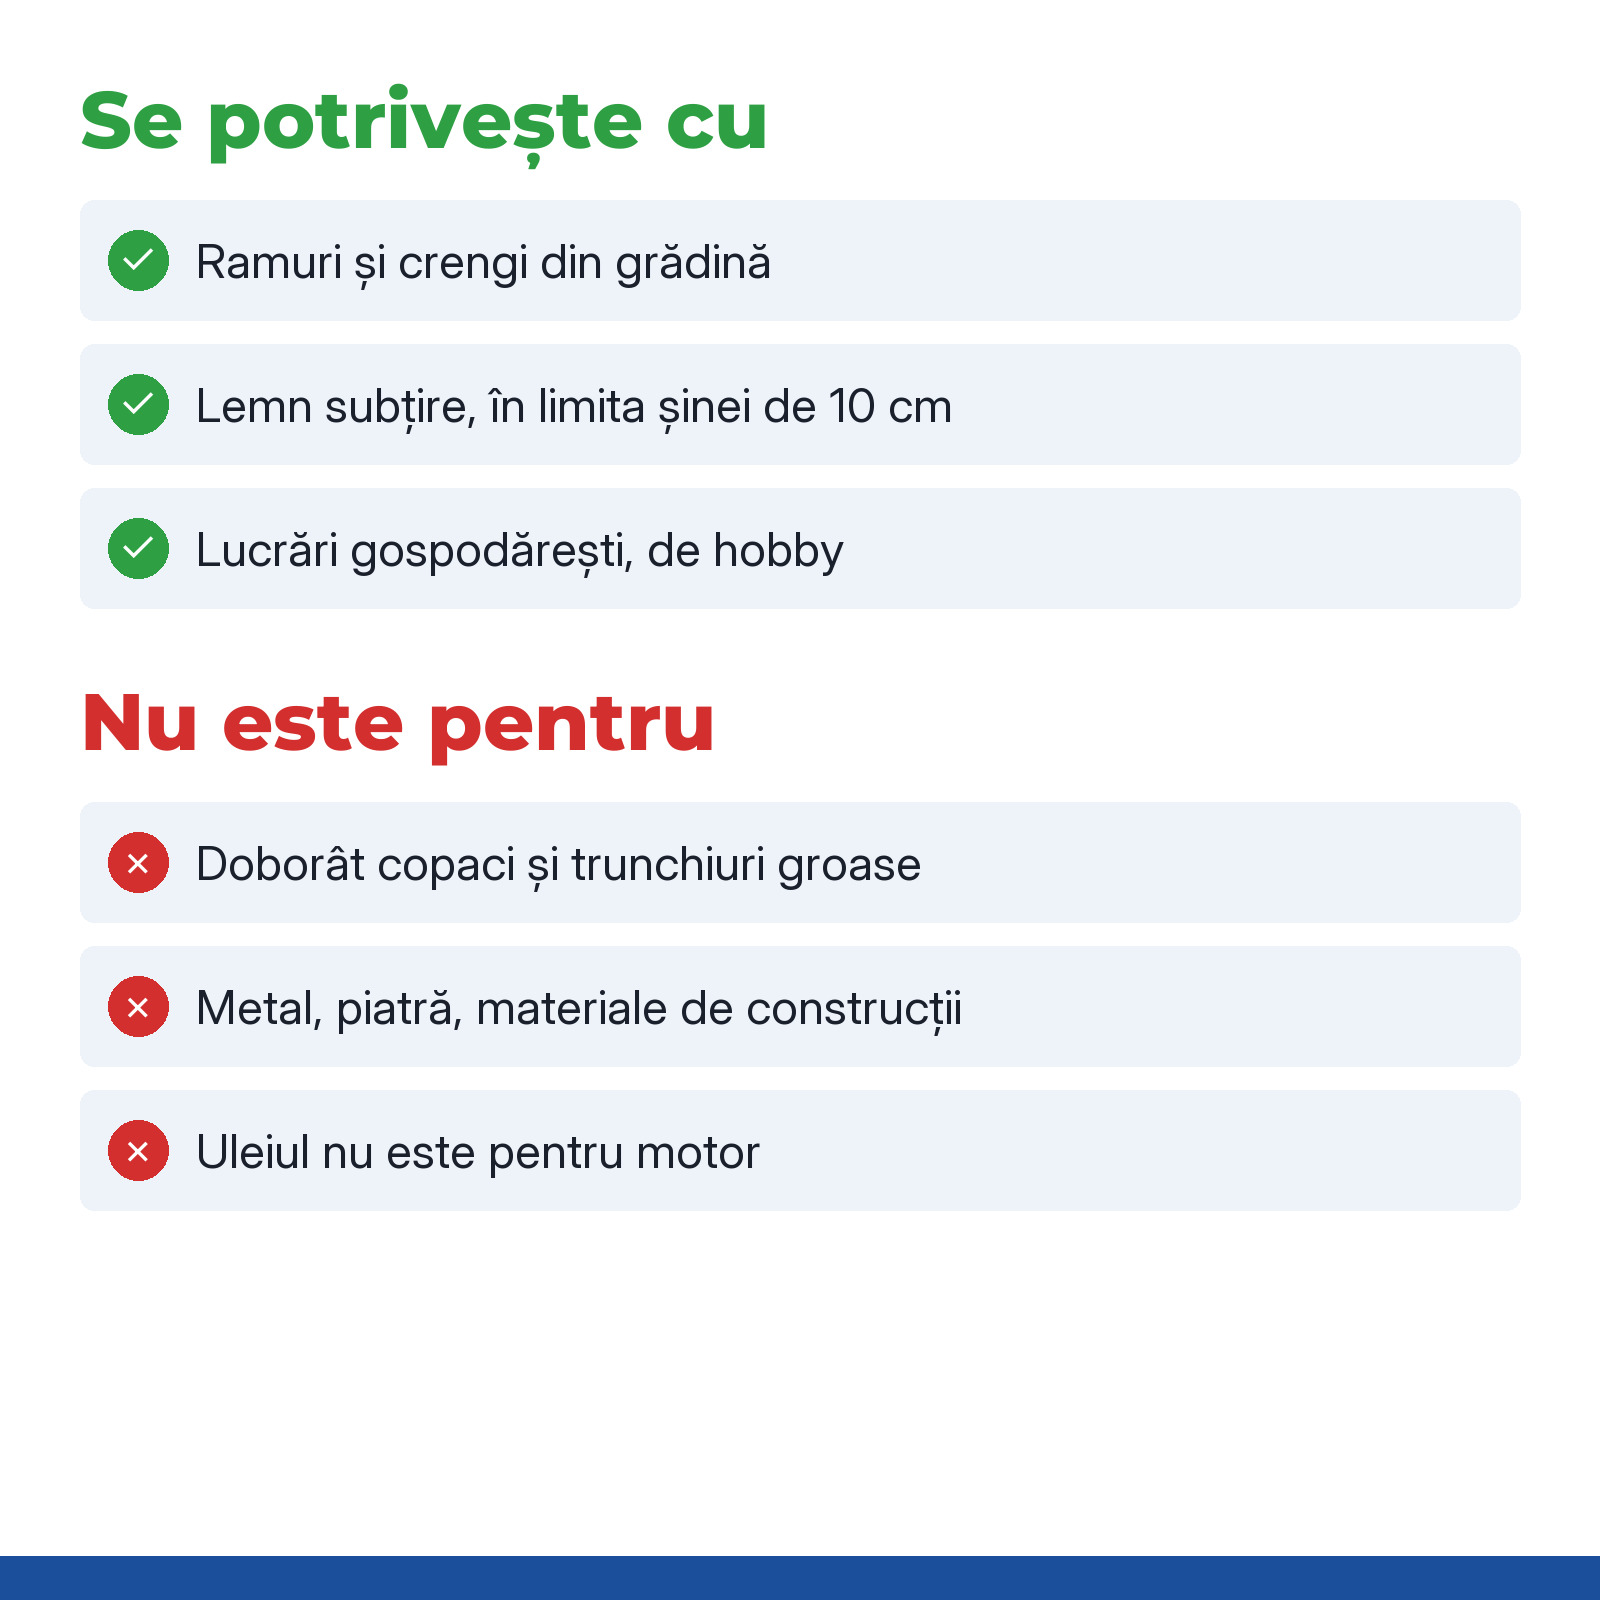 Se potrivește cu
Ramuri și crengi din grădină
Lemn subțire, în limita șinei de 10 cm
Lucrări gospodărești, de hobby
Nu este pentru
Doborât copaci și trunchiuri groase
Metal, piatră, materiale de construcții
Uleiul nu este pentru motor